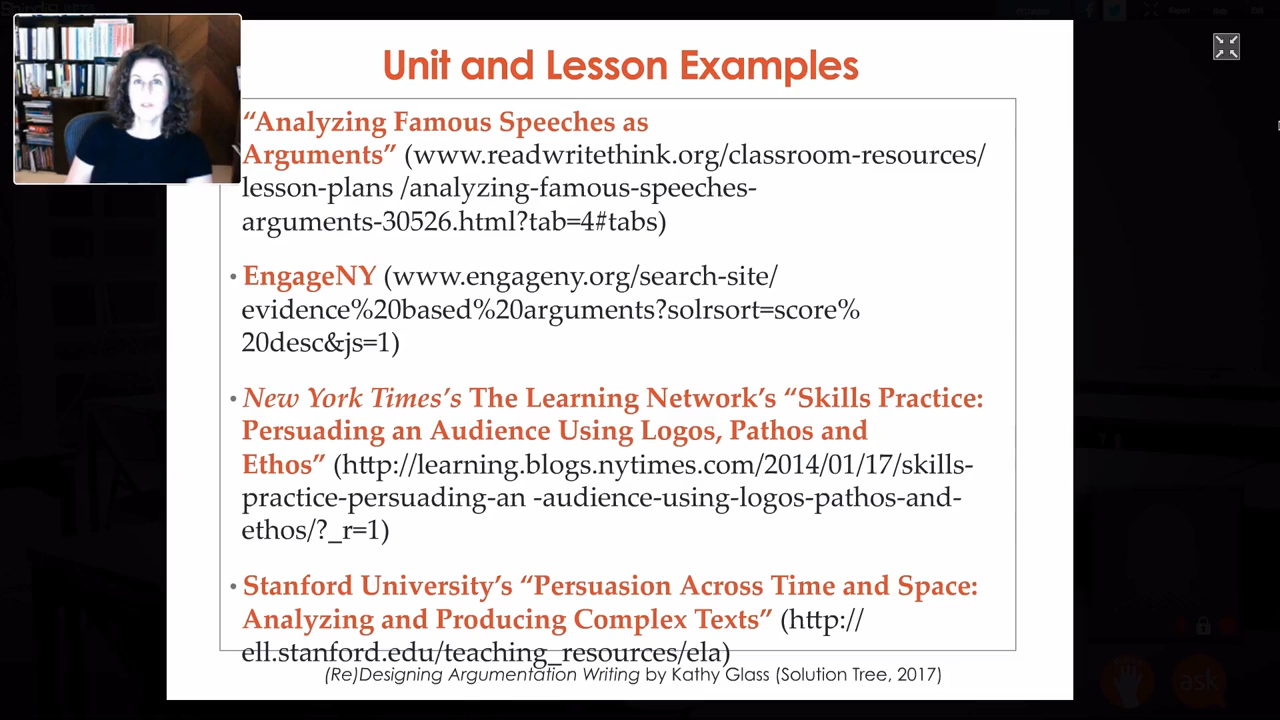 Unit and Lesson Examples
“Analyzing Famous Speeches as
Arguments” (www.readwritethink.org/classroom-resources/
lesson-plans /analyzing-famous-speeches-
arguments-30526.html?tab=4#tabs)
• EngageNY (www.engageny.org/search-site/
evidence%20based%20arguments?solrsort=score%
20desc&js=1)
• New York Times’s The Learning Network’s “Skills Practice:
Persuading an Audience Using Logos, Pathos and
Ethos” (http://learning.blogs.nytimes.com/2014/01/17/skills-
practice-persuading-an -audience-using-logos-pathos-and-
ethos/?_r=1)
• Stanford University’s “Persuasion Across Time and Space:
Analyzing and Producing Complex Texts” (http://
ell.stanford.edu/teaching_resources/ela)
(Re)Designing Argumentation Writing by Kathy Glass (Solution Tree, 2017)
ask